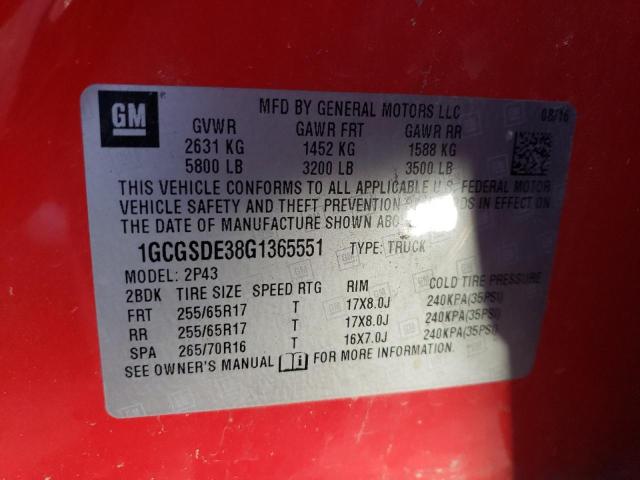 GM
MFD BY GENERAL MOTORS LLC 08/16
GVWR GAWR FRT GAWR RR
2631 KG 1452 KG 1588 KG
5800 LB 3200 LB 3500 LB
THIS VEHICLE CONFORMS TO ALL APPLICABLE U.S. FEDERAL MOTOR
VEHICLE SAFETY AND THEFT PREVENTION STANDARDS IN EFFECT ON
THE DATE OF MANUFACTURE SHOWN ABOVE.
1GCGSDE38G1365551 TYPE: TRUCK
MODEL: 2P43
2BDK TIRE SIZE SPEED RTG RIM COLD TIRE PRESSURE
FRT 255/65R17 T 17X8.0J 240KPA(35PSI)
RR 255/65R17 T 17X8.0J 240KPA(35PSI)
SPA 265/70R16 T 16X7.0J 240KPA(35PSI)
SEE OWNER'S MANUAL FOR MORE INFORMATION.